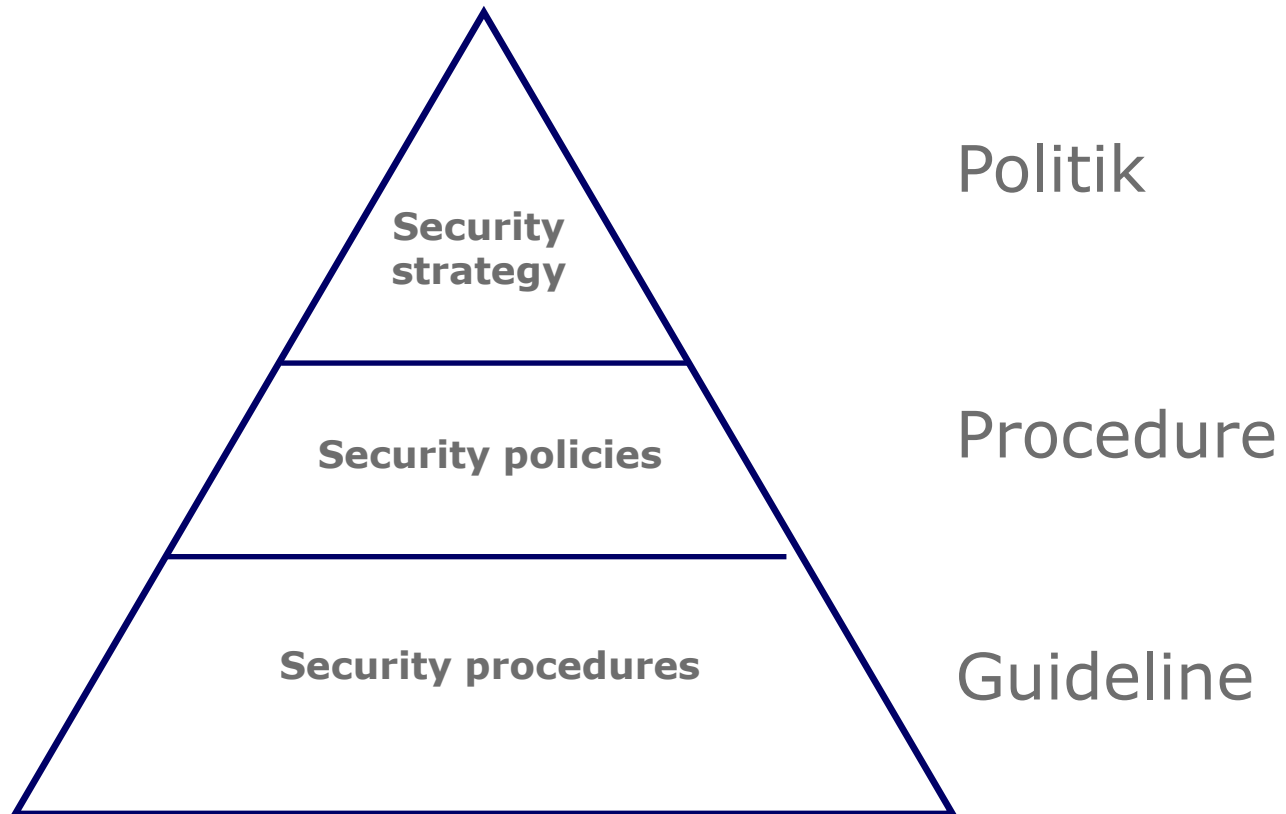 Politik
Security
strategy
Procedure
Security policies
Guideline
Security procedures